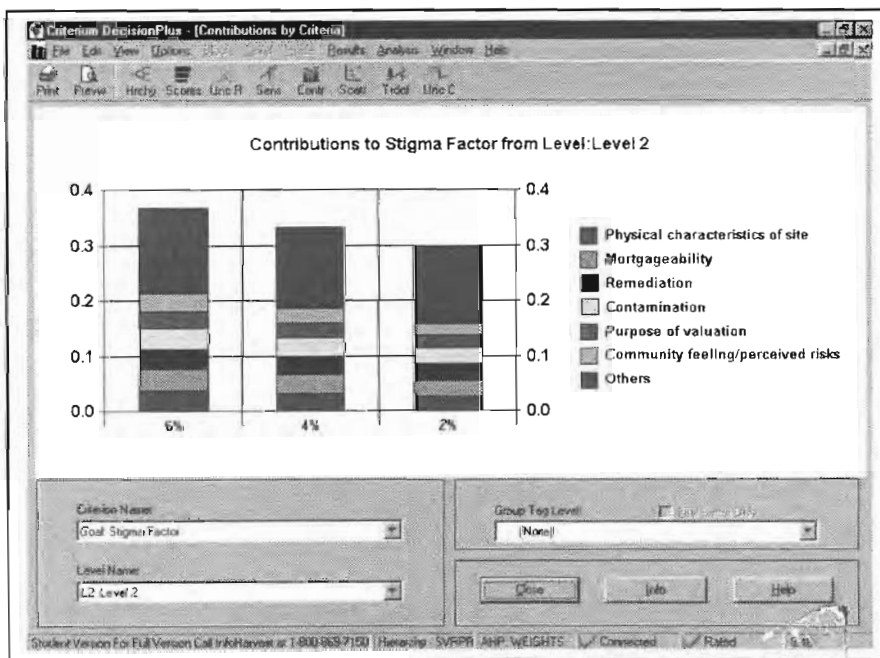 Criterium DecisionPlus - [Contributions by Criteria]
File Edit View Options Results Analysis Window Help
Print Preview Hrchy Scores Unc R Sens Contr Scatt Trdof Unc C
Contributions to Stigma Factor from Level:Level 2
0.4 0.4
0.3 0.3
0.2 0.2
0.1 0.1
0.0 0.0
6% 4% 2%
Physical characteristics of site
Mortgageability
Remediation
Contamination
Purpose of valuation
Community feeling/perceived risks
Others
Criterion Name:
Goal: Stigma Factor
Level Name:
L2: Level 2
Group Tag Level:
(None)
Close Info Help
Student Version For Full Version Call InfoHarvest at 1-800-869-7150 Hierarchy: AHP_WEIGHTS Connected Rated